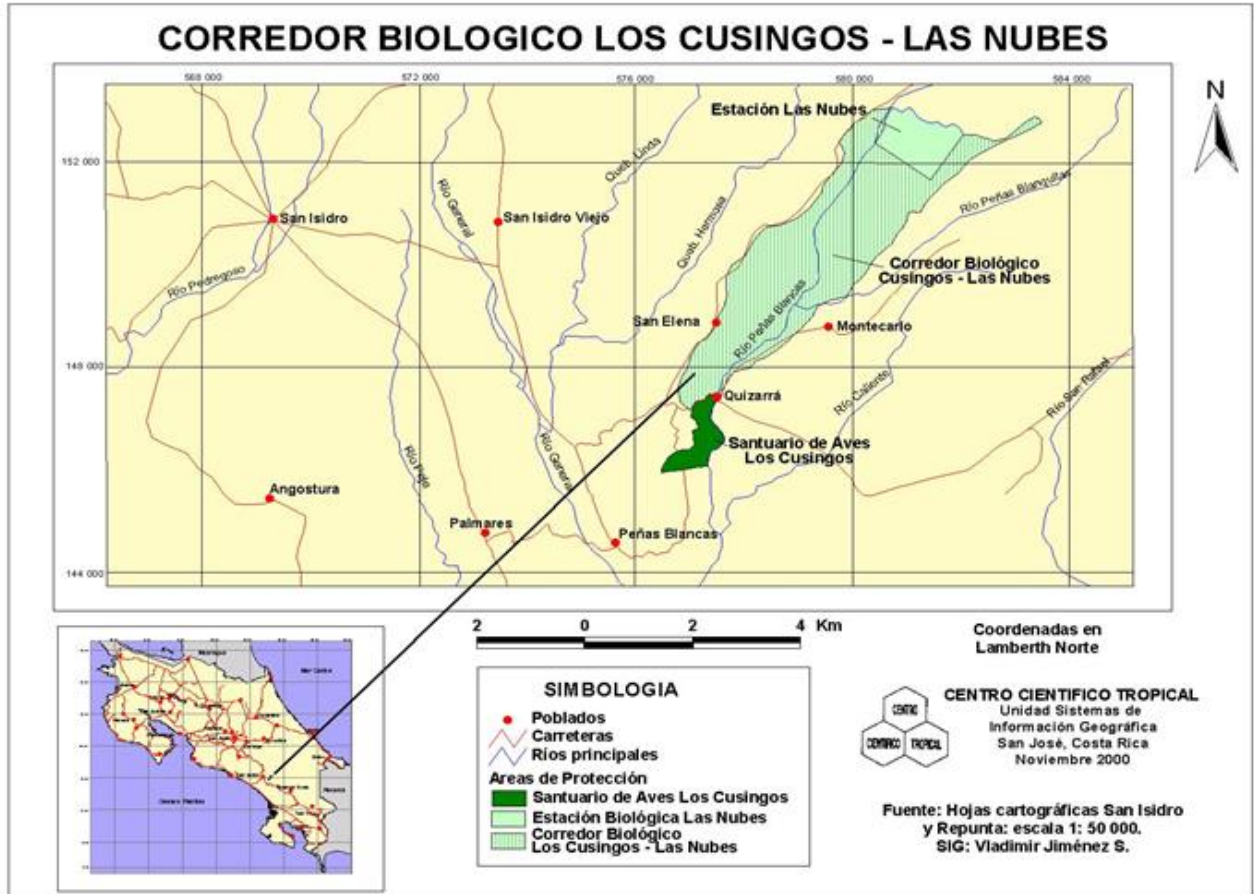 CORREDOR BIOLOGICO LOS CUSINGOS - LAS NUBES
568 000
572 000
576 000
580 000
584 000
N
Estación Las Nubes
152 000
Queb. Linda
Río General
Río Peñas Blanquitas
San Isidro
San Isidro Viejo
Queb. Hermosa
Río Pedregoso
Corredor Biológico
Cusingos - Las Nubes
San Elena
Río Peñas Blancas
Montecarlo
148 000
Quizarrá
Río Caliente
Río San Rafael
Santuario de Aves
Los Cusingos
Río General
Angostura
Palmares
Peñas Blancas
144 000
2 0 2 4 Km
Coordenadas en
Lamberth Norte
SIMBOLOGIA
Poblados
Carreteras
Ríos principales
Areas de Protección
Santuario de Aves Los Cusingos
Estación Biológica Las Nubes
Corredor Biológico
Los Cusingos - Las Nubes
CENTRO
CIENTIFICO
TROPICAL
CENTRO CIENTIFICO TROPICAL
Unidad Sistemas de
Información Geográfica
San José, Costa Rica
Noviembre 2000
Fuente: Hojas cartográficas San Isidro
y Repunta: escala 1: 50 000.
SIG: Vladimir Jiménez S.
Nicaragua
Mar Caribe